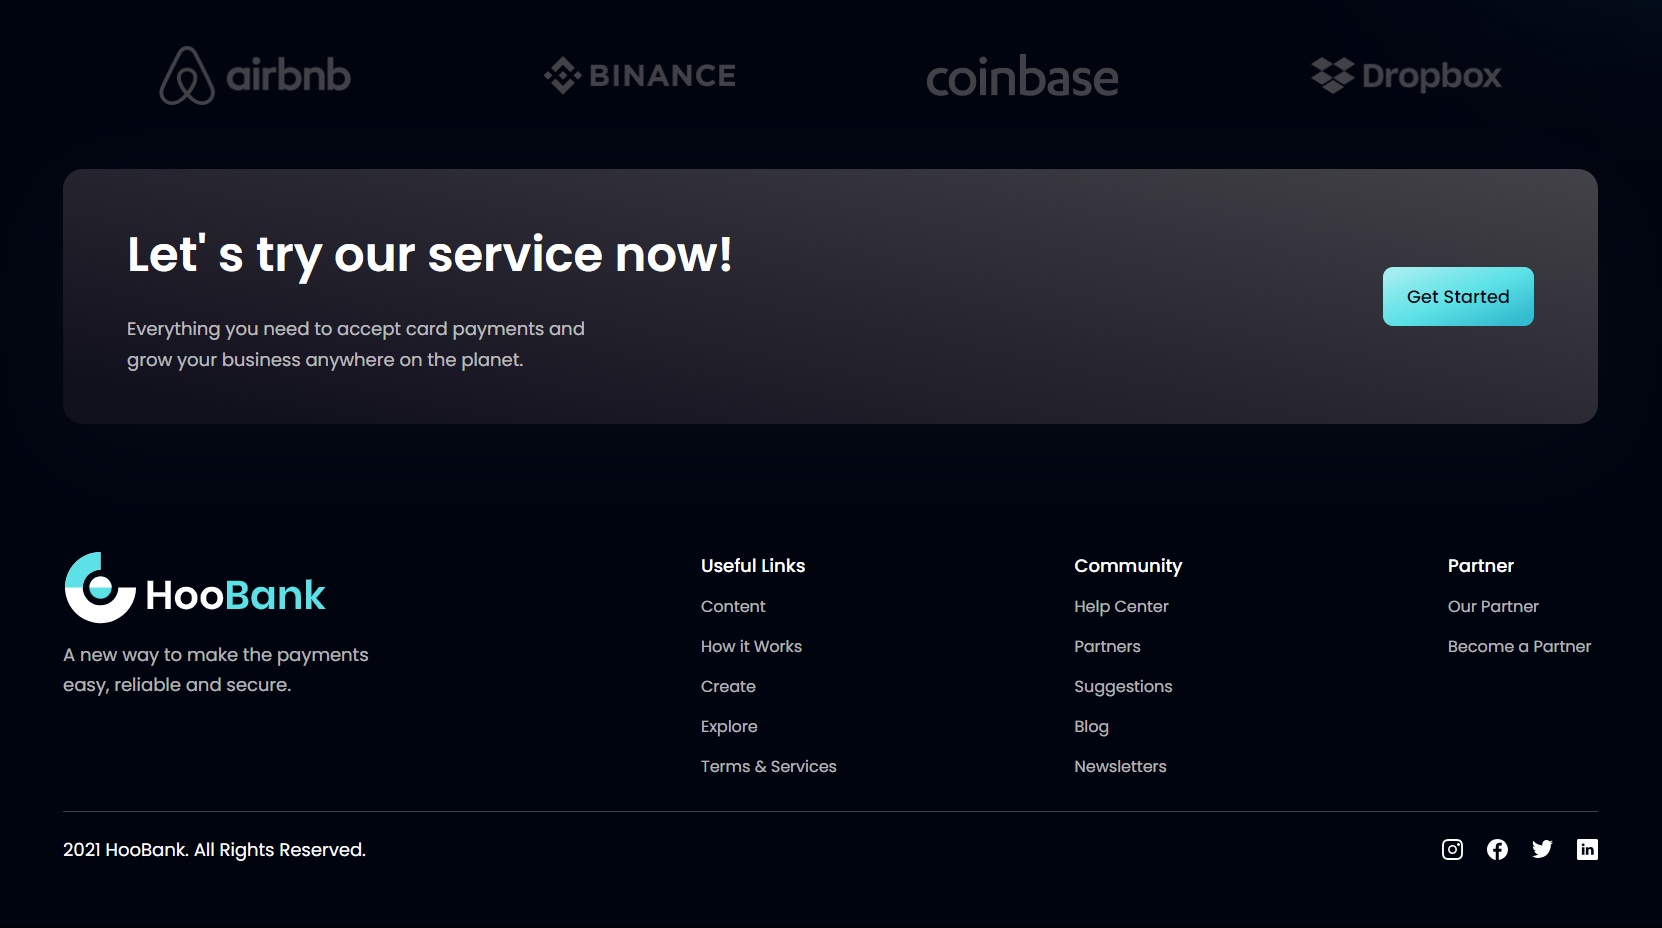 airbnb
BINANCE
coinbase
Dropbox
Let' s try our service now!
Everything you need to accept card payments and
grow your business anywhere on the planet.
Get Started
HooBank
A new way to make the payments
easy, reliable and secure.
Useful Links
Content
How it Works
Create
Explore
Terms & Services
Community
Help Center
Partners
Suggestions
Blog
Newsletters
Partner
Our Partner
Become a Partner
2021 HooBank. All Rights Reserved.
in